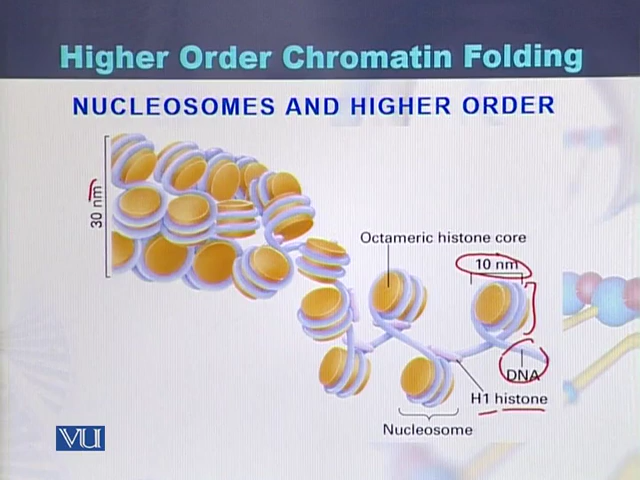 Higher Order Chromatin Folding
NUCLEOSOMES AND HIGHER ORDER
30 nm
Octameric histone core
10 nm
DNA
H1 histone
Nucleosome
VU